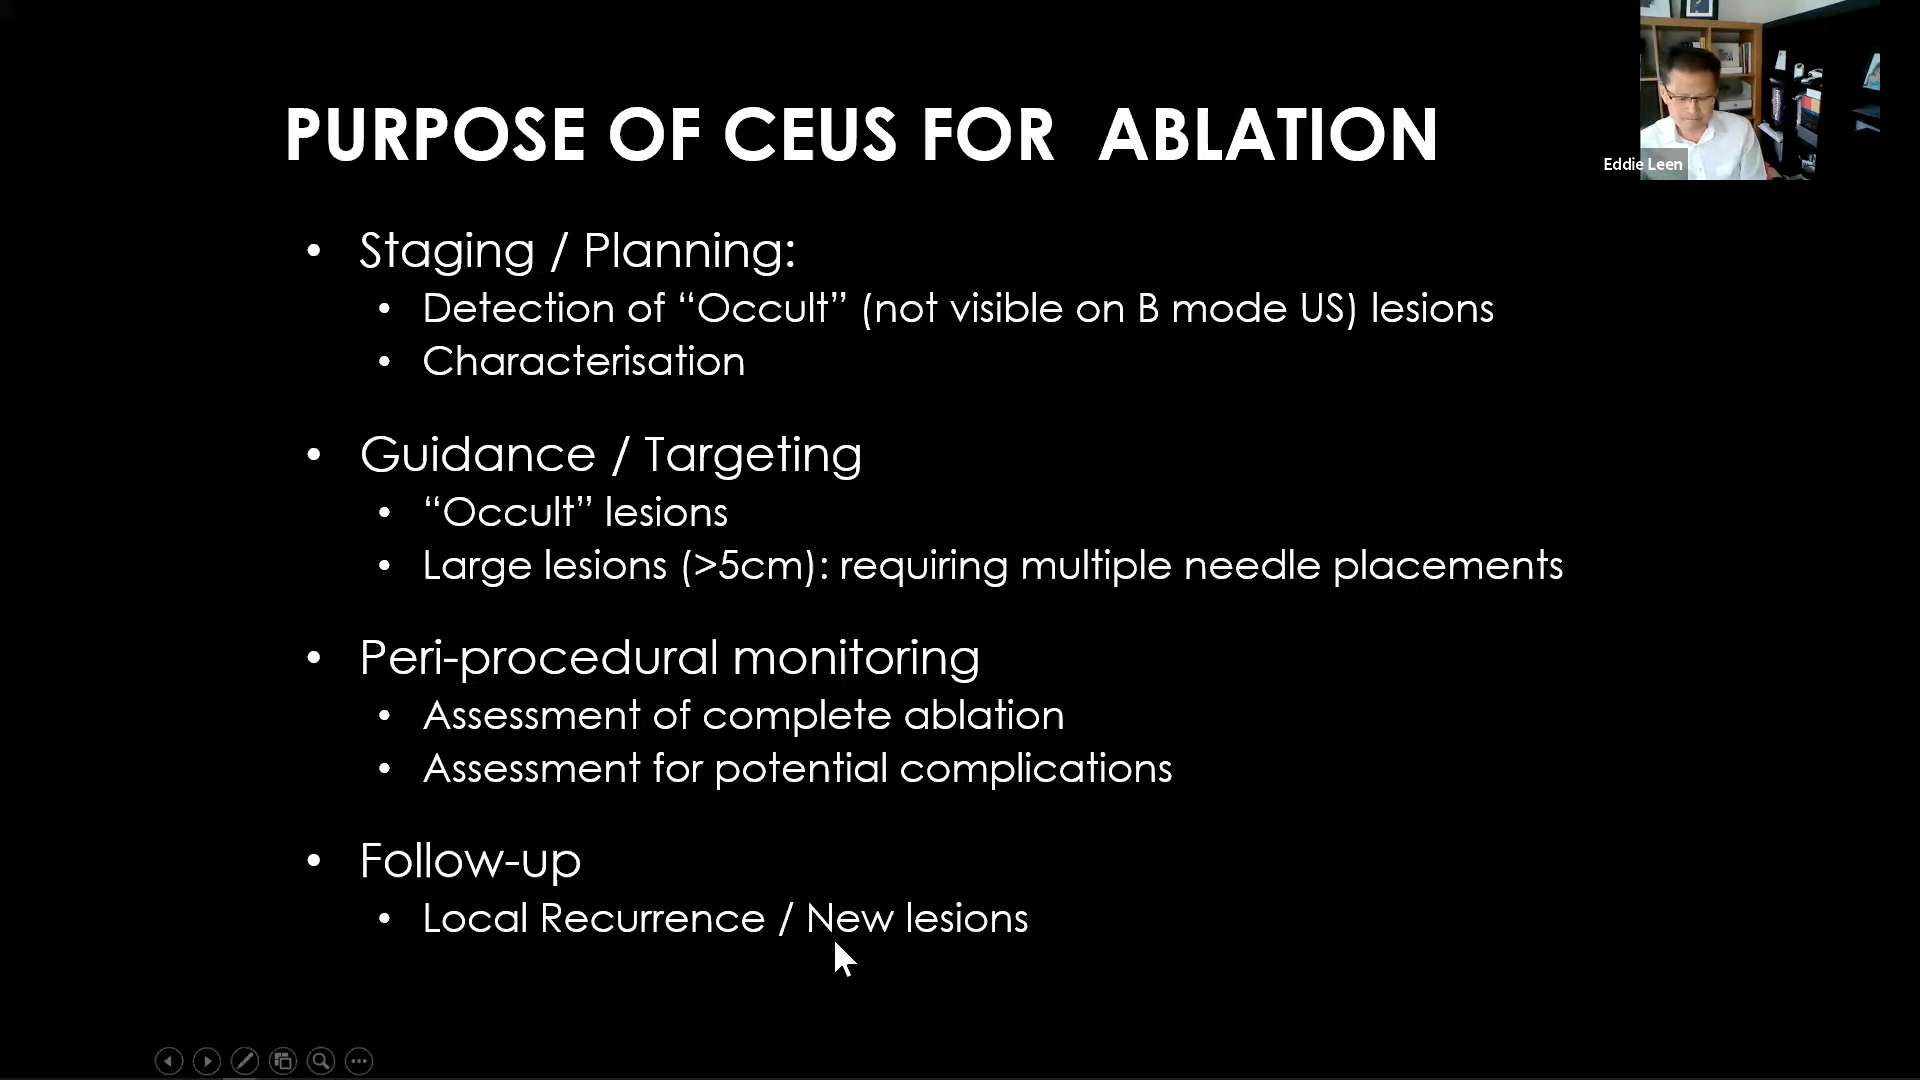 PURPOSE OF CEUS FOR ABLATION
Eddie Leen
• Staging / Planning:
• Detection of “Occult” (not visible on B mode US) lesions
• Characterisation
• Guidance / Targeting
• “Occult” lesions
• Large lesions (>5cm): requiring multiple needle placements
• Peri-procedural monitoring
• Assessment of complete ablation
• Assessment for potential complications
• Follow-up
• Local Recurrence / New lesions